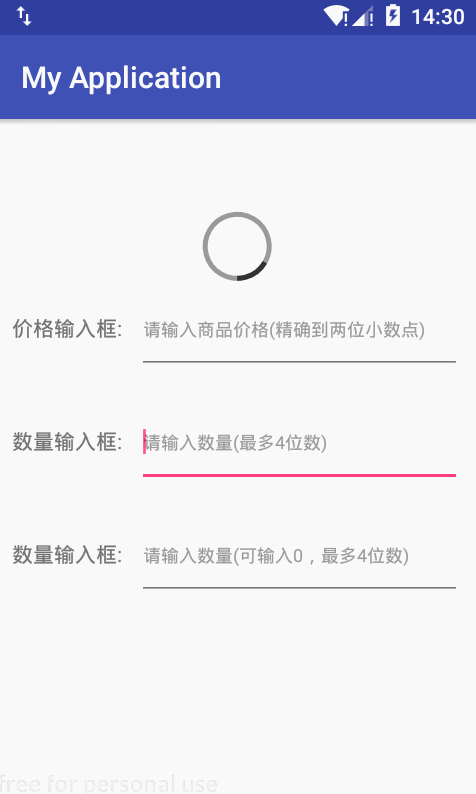 14:30
My Application
价格输入框: 请输入商品价格(精确到两位小数点)
数量输入框: 请输入数量(最多4位数)
数量输入框: 请输入数量(可输入0，最多4位数)
free for personal use